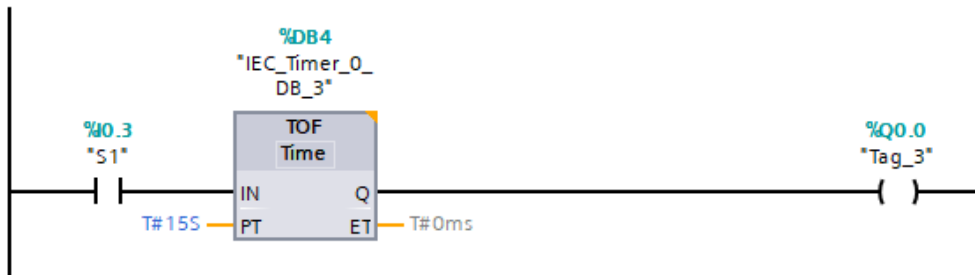 %DB4
"IEC_Timer_0_
DB_3"
TOF
Time
%I0.3
"S1"
IN
Q
T#15S
PT
ET
T#0ms
%Q0.0
"Tag_3"